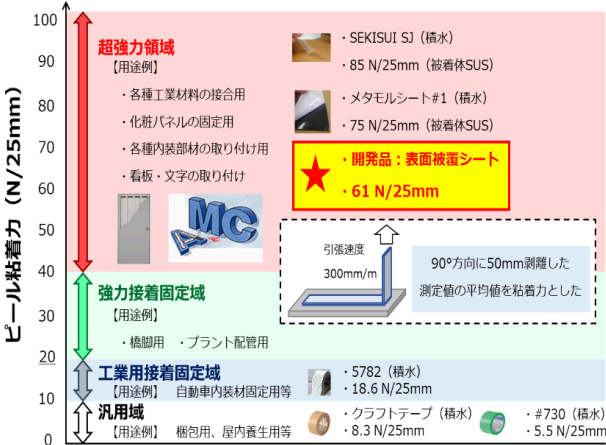 ピール粘着力（N/25mm）
100
90
80
70
60
50
40
30
20
10
0
超強力領域
【用途例】
・各種工業材料の接合用
・化粧パネルの固定用
・各種内装部材の取り付け用
・看板・文字の取り付け
AMC
・SEKISUI SJ（積水）
・85 N/25mm（被着体SUS）
・メタモルシート#1（積水）
・75 N/25mm（被着体SUS）
・開発品：表面被覆シート
・61 N/25mm
引張速度
300mm/m
90°方向に50mm剥離した
測定値の平均値を粘着力とした
強力接着固定域
【用途例】
・橋脚用　・プラント配管用
工業用接着固定域
【用途例】　自動車内装材固定用等
・5782（積水）
・18.6 N/25mm
汎用域
【用途例】　梱包用、屋内養生用等
・クラフトテープ（積水）
・8.3 N/25mm
・#730（積水）
・5.5 N/25mm